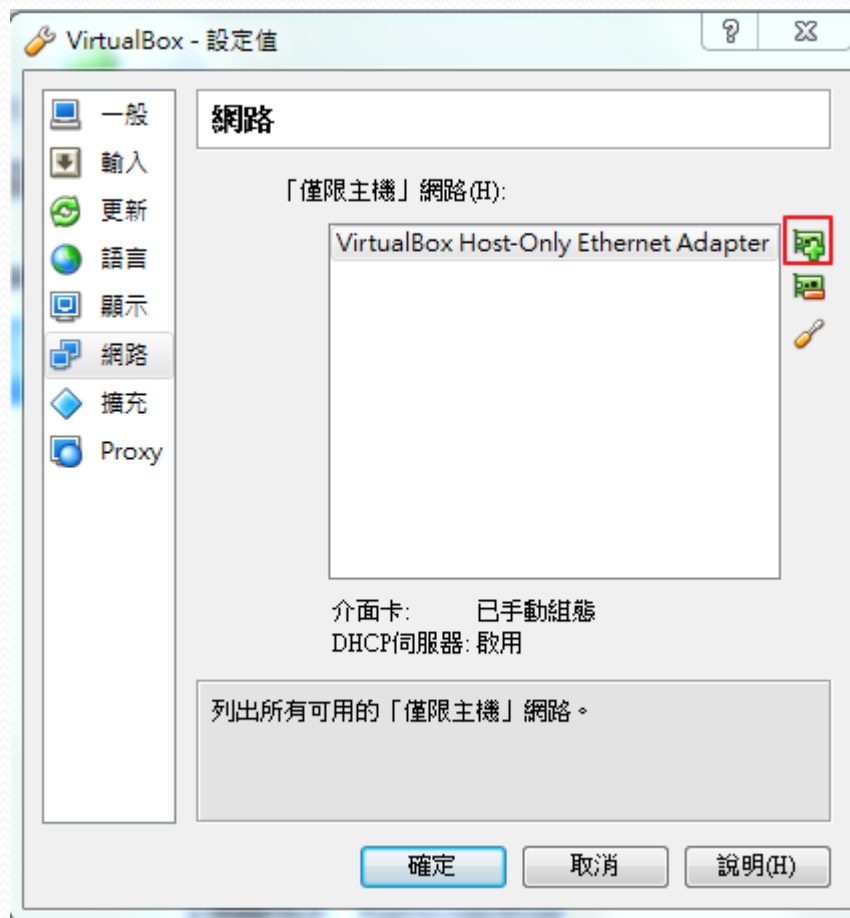 VirtualBox - 設定值
一般
輸入
更新
語言
顯示
網路
擴充
Proxy
網路
「僅限主機」網路(H):
VirtualBox Host-Only Ethernet Adapter
介面卡: 已手動組態
DHCP伺服器: 啟用
列出所有可用的「僅限主機」網路。
確定
取消
說明(H)